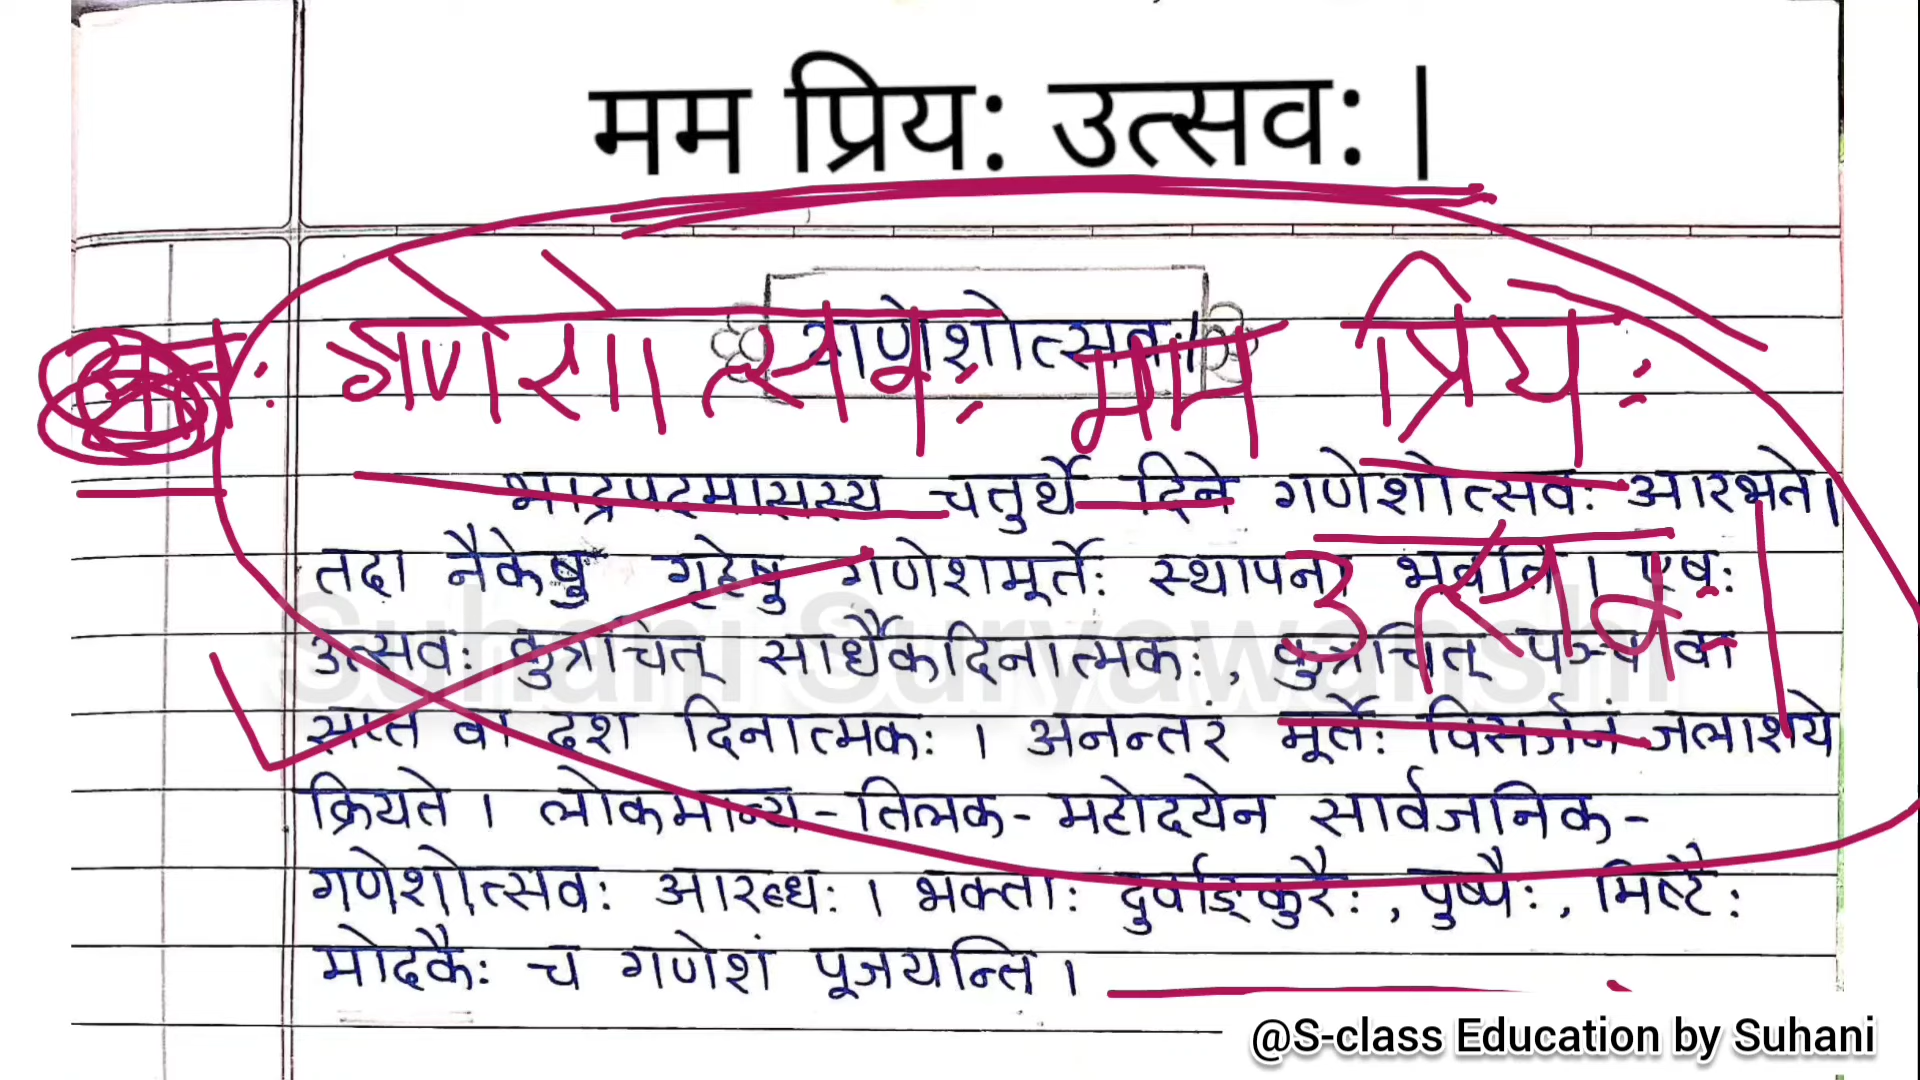 मम प्रियः उत्सवः |
गणेशोत्सवः।
गणेशोत्सवः मम प्रियः
भाद्रपदमासस्य चतुर्थे दिने गणेशोत्सवः आरभते।
उत्सव |
तदा नैकेषु गृहेषु गणेशमूर्तेः स्थापना भवति । एषः
उत्सवः कुत्रचित् सार्धैकदिनात्मकः, कुत्रचित् पञ्च वा
सप्त वा दश दिनात्मकः । अनन्तरं मूर्तेः विसर्जनं जलाशये
क्रियते । लोकमान्य-तिलक-महोदयेन सार्वजनिक-
गणेशोत्सवः आरब्धः । भक्ताः दुर्वाङ्कुरैः, पुष्पैः, मिष्टैः
मोदकैः च गणेशं पूजयन्ति ।
Suhani Suryawanshi
@S-class Education by Suhani